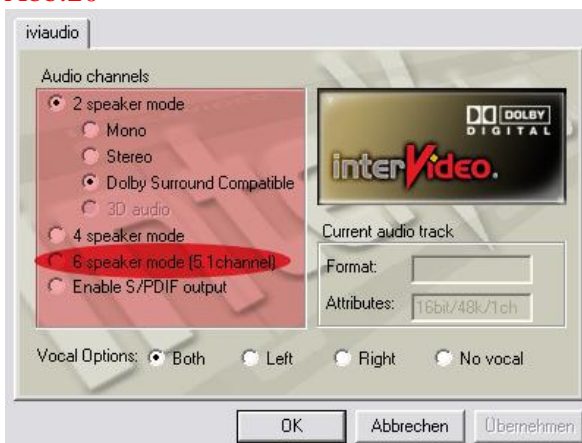 iviaudio
Audio channels
2 speaker mode
Mono
Stereo
Dolby Surround Compatible
3D audio
4 speaker mode
6 speaker mode (5.1channel)
Enable S/PDIF output
DOLBY
DIGITAL
interVideo.
Current audio track
Format:
Attributes: 16bit/48k/1ch
Vocal Options: Both Left Right No vocal
OK Abbrechen Übernehmen